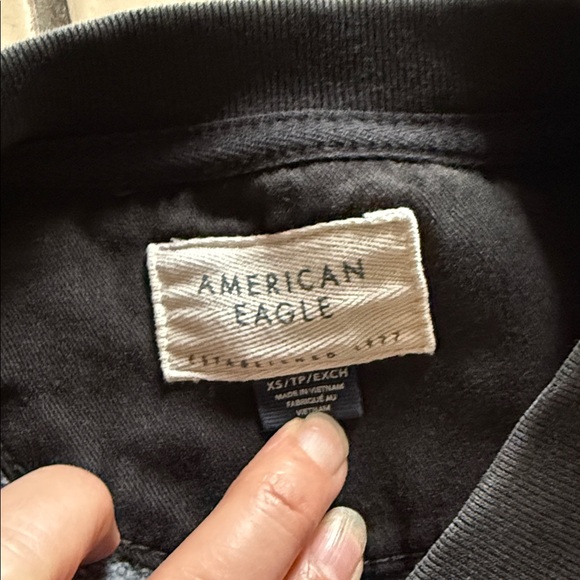 AMERICAN
EAGLE
ESTABLISHED 1977
XS/TP/EXCH
MADE IN VIETNAM
FABRIQUÉ AU
VIETNAM